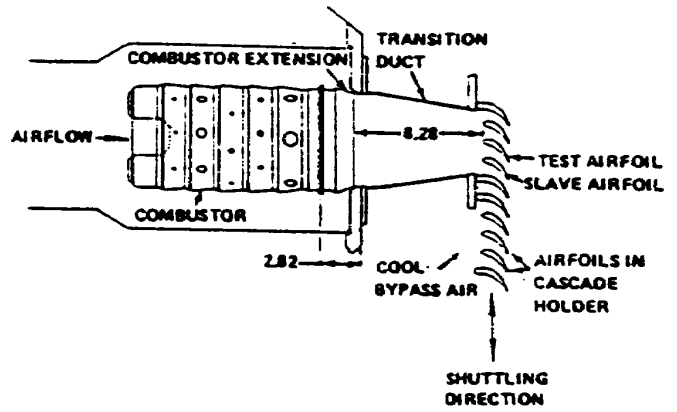 TRANSITION
DUCT
COMBUSTOR EXTENSION
AIRFLOW
8.28
TEST AIRFOIL
SLAVE AIRFOIL
COMBUSTOR
2.82
COOL
BYPASS AIR
AIRFOILS IN
CASCADE
HOLDER
SHUTTLING
DIRECTION